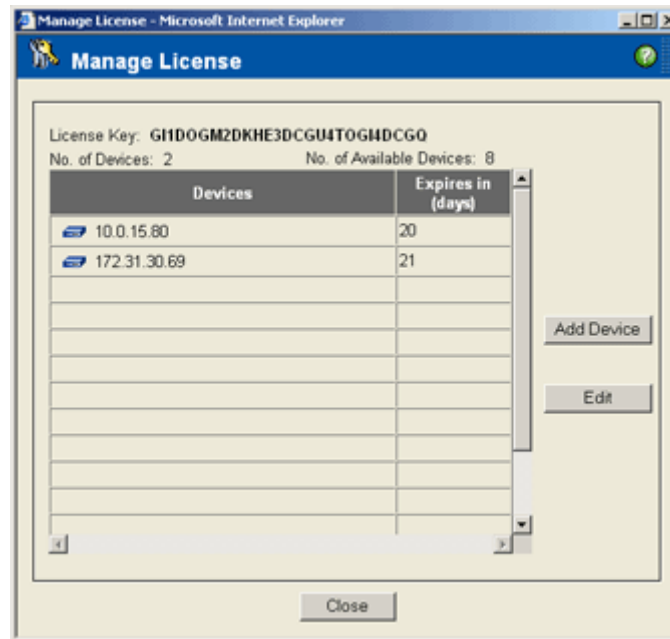 Manage License - Microsoft Internet Explorer
Manage License
License Key: GI1DOGM2DKHE3DCGU4TOGI4DCGQ
No. of Devices: 2 No. of Available Devices: 8
Devices Expires in (days)
10.0.15.80 20
172.31.30.69 21
Add Device
Edit
Close